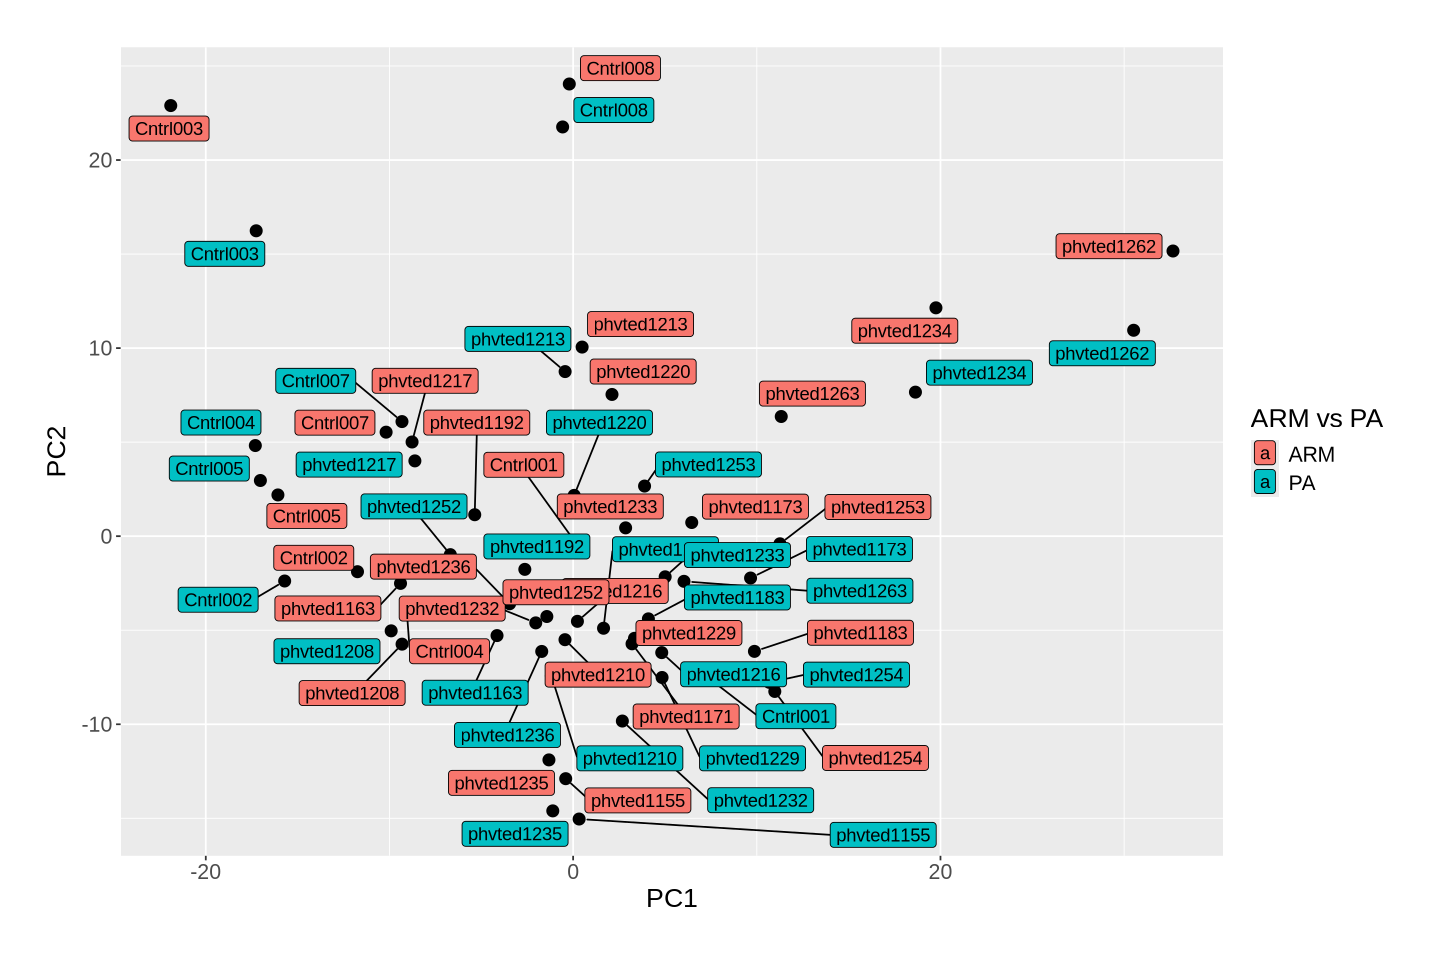 Cntrl008
Cntrl008
Cntrl003
20
Cntrl003
phvted1262
phvted1213
phvted1213
phvted1234
10
phvted1262
phvted1220
phvted1234
Cntrl007
phvted1217
phvted1263
Cntrl004
Cntrl007
phvted1192
phvted1220
ARM vs PA
a ARM
a PA
PC2
Cntrl005
phvted1217
Cntrl001
phvted1253
phvted1252
phvted1233
phvted1173
phvted1253
Cntrl005
0
phvted1192
phvted1233
phvted1173
Cntrl002
phvted1236
Cntrl002
phvted1252
phvted1263
phvted1163
phvted1232
phvted1183
phvted1229
phvted1183
phvted1208
Cntrl004
phvted1210
phvted1216
phvted1254
phvted1208
phvted1163
-10
phvted1171
Cntrl001
phvted1236
phvted1210
phvted1229
phvted1254
phvted1235
phvted1155
phvted1232
phvted1235
phvted1155
-20
0
20
PC1